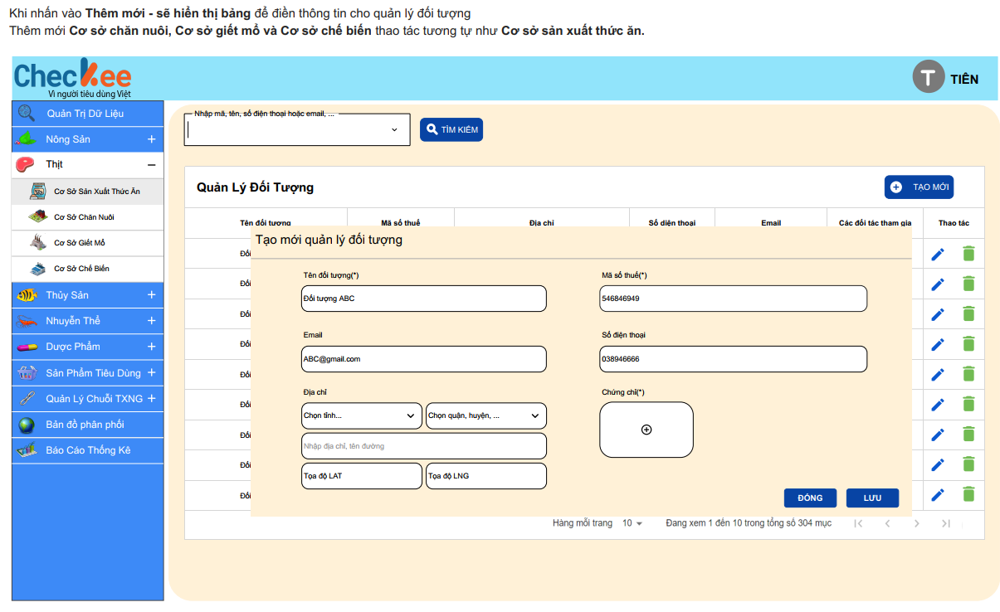 Khi nhấn vào Thêm mới - sẽ hiển thị bảng để điền thông tin cho quản lý đối tượng
Thêm mới Cơ sở chăn nuôi, Cơ sở giết mổ và Cơ sở chế biến thao tác tương tự như Cơ sở sản xuất thức ăn.
Checkee
Vì người tiêu dùng Việt
T TIÊN
Quản Trị Dữ Liệu
Nông Sản +
Thịt −
Cơ Sở Sản Xuất Thức Ăn
Cơ Sở Chăn Nuôi
Cơ Sở Giết Mổ
Cơ Sở Chế Biến
Thủy Sản +
Nhuyễn Thể +
Dược Phẩm +
Sản Phẩm Tiêu Dùng +
Quản Lý Chuỗi TXNG +
Bản đồ phân phối
Báo Cáo Thống Kê
Nhập mã, tên, số điện thoại hoặc email, ...
TÌM KIẾM
Quản Lý Đối Tượng
TẠO MỚI
Tên đối tượng Mã số thuế Địa chỉ Số điện thoại Email Các đối tác tham gia Thao tác
Đối
Đối
Đối
Đối
Đối
Đối
Đối
Đối
Đối
Tạo mới quản lý đối tượng
Tên đối tượng(*) Mã số thuế(*)
Đối tượng ABC 546846949
Email Số điện thoại
ABC@gmail.com 038946666
Địa chỉ Chứng chỉ(*)
Chọn tỉnh... Chọn quận, huyện, ...
Nhập địa chỉ, tên đường
Tọa độ LAT Tọa độ LNG
ĐÓNG LƯU
Hàng mỗi trang 10 Đang xem 1 đến 10 trong tổng số 304 mục